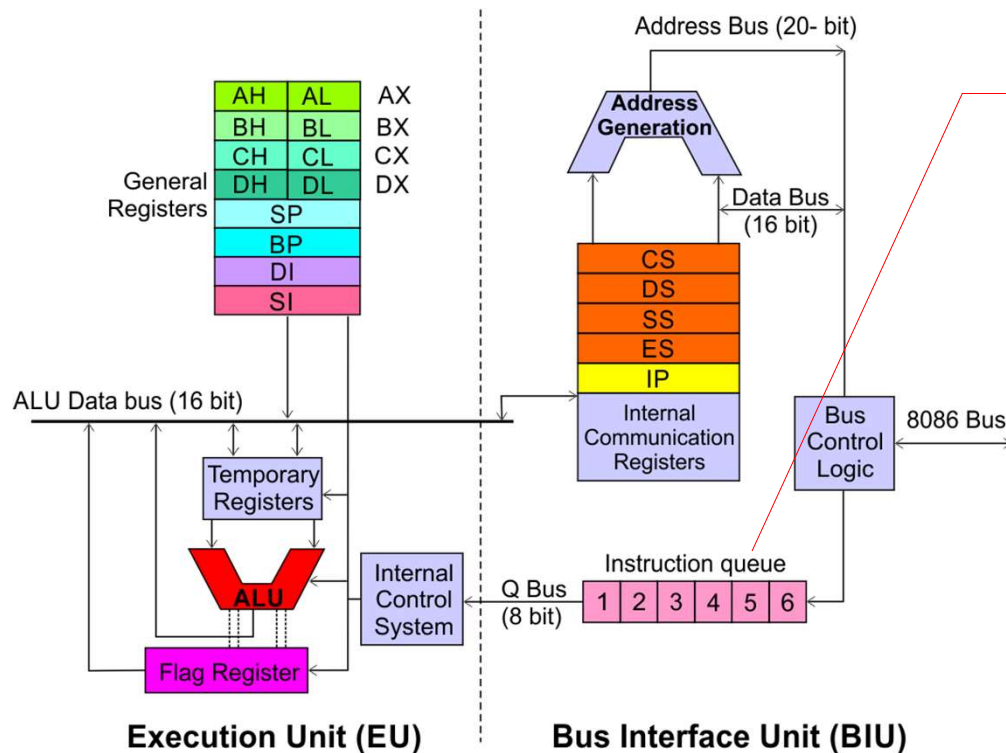 Address Bus (20- bit)
AH AL AX
BH BL BX
CH CL CX
DH DL DX
General
Registers
SP
BP
DI
SI
Address
Generation
Data Bus
(16 bit)
CS
DS
SS
ES
IP
Internal
Communication
Registers
Bus
Control
Logic
8086 Bus
ALU Data bus (16 bit)
Temporary
Registers
ALU
Internal
Control
System
Flag Register
Q Bus
(8 bit)
Instruction queue
1 2 3 4 5 6
Execution Unit (EU)
Bus Interface Unit (BIU)